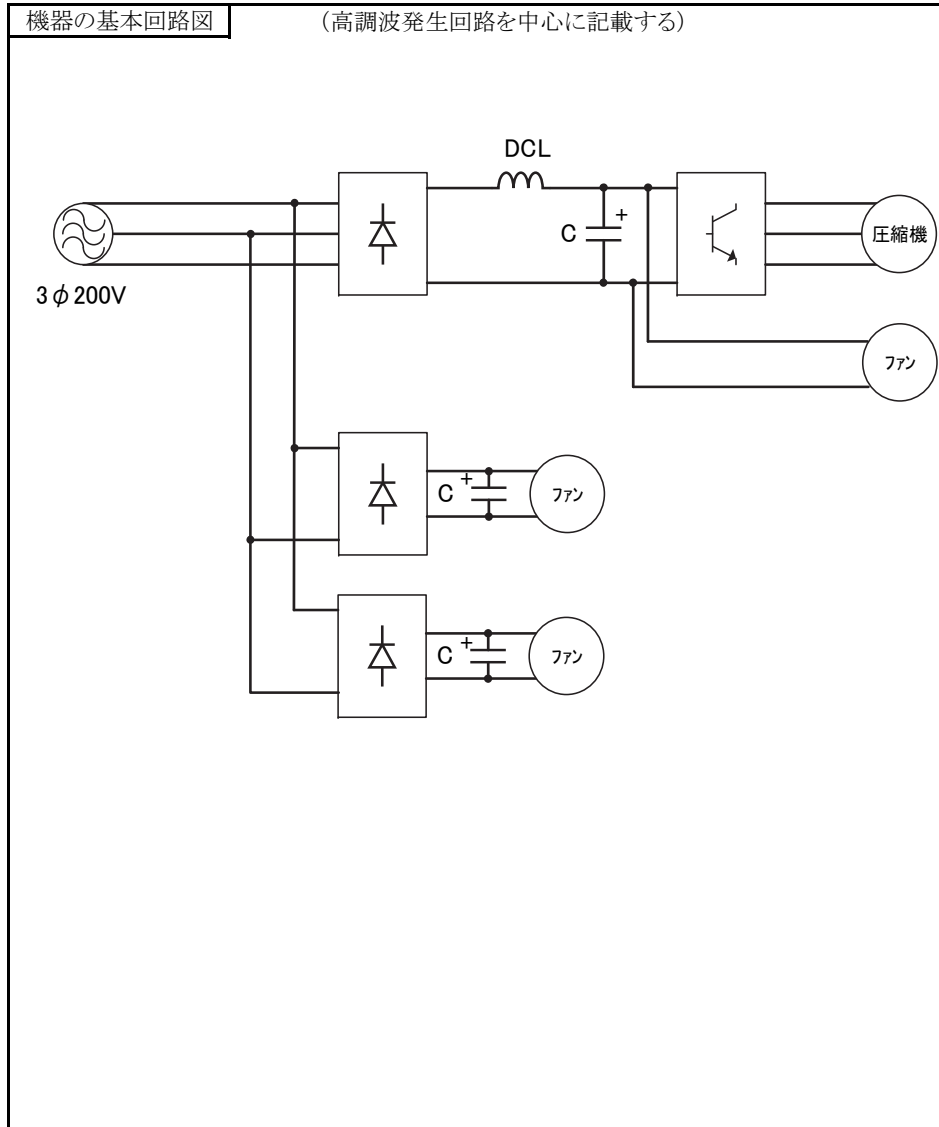 機器の基本回路図
(高調波発生回路を中心に記載する)
DCL
C +
圧縮機
3φ200V
ファン
C +
ファン
C +
ファン